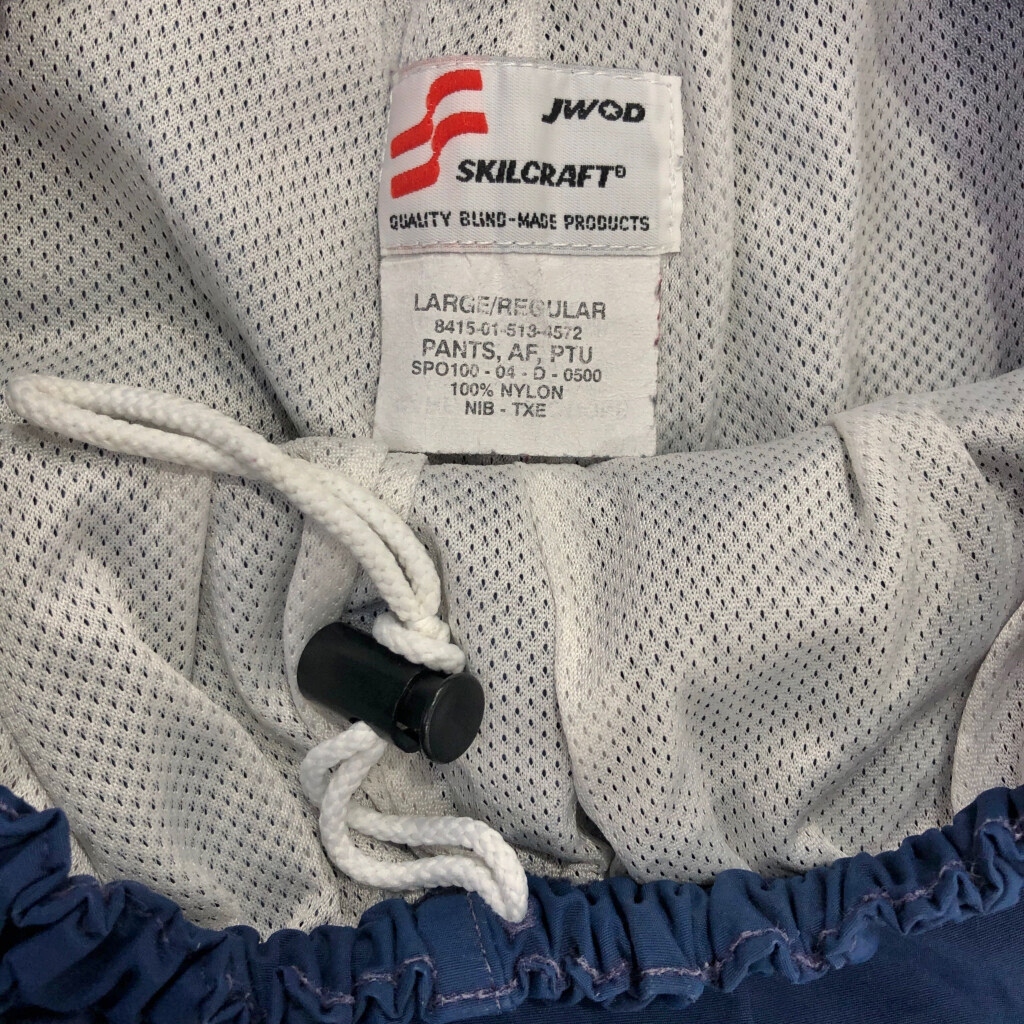 JWOD
SKILCRAFT®
QUALITY BLIND-MADE PRODUCTS
LARGE/REGULAR
8415-01-513-4572
PANTS, AF, PTU
SPO100 - 04 - D - 0500
100% NYLON
NIB - TXE